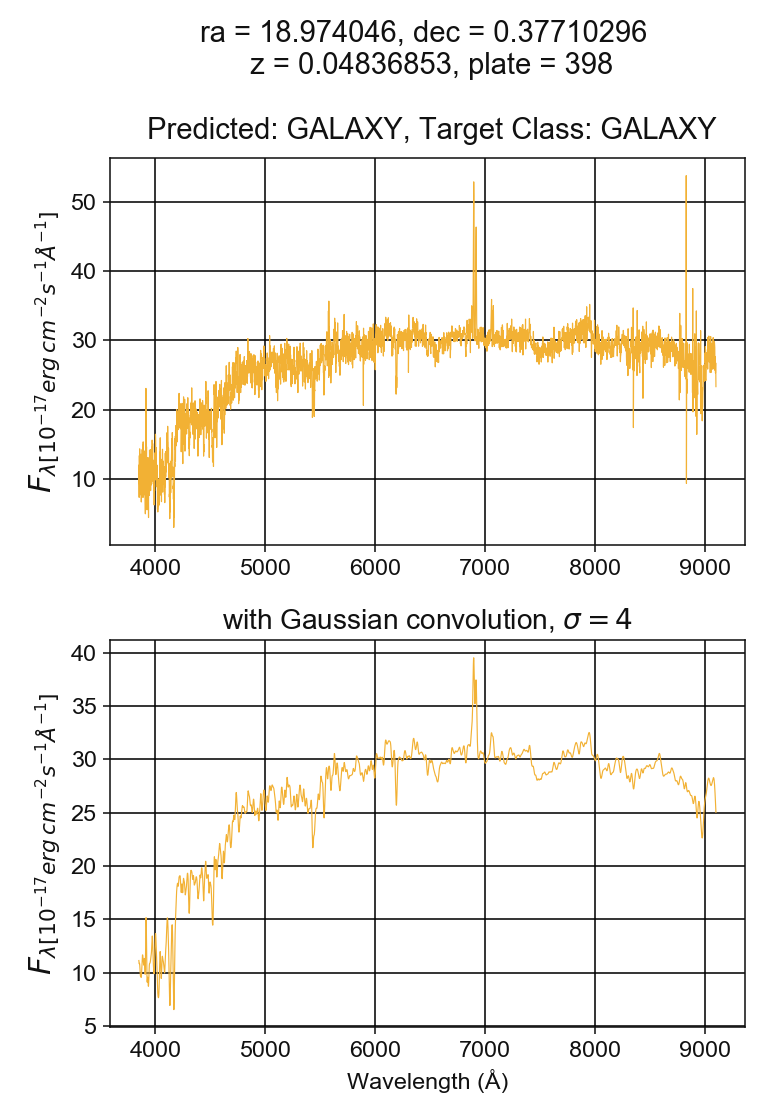 ra = 18.974046, dec = 0.37710296
z = 0.04836853, plate = 398
Predicted: GALAXY, Target Class: GALAXY
50
40
30
20
10
F_λ[10⁻¹⁷erg cm⁻²s⁻¹Å⁻¹]
4000 5000 6000 7000 8000 9000
with Gaussian convolution, σ = 4
40
35
30
25
20
15
10
5
F_λ[10⁻¹⁷erg cm⁻²s⁻¹Å⁻¹]
4000 5000 6000 7000 8000 9000
Wavelength (Å)